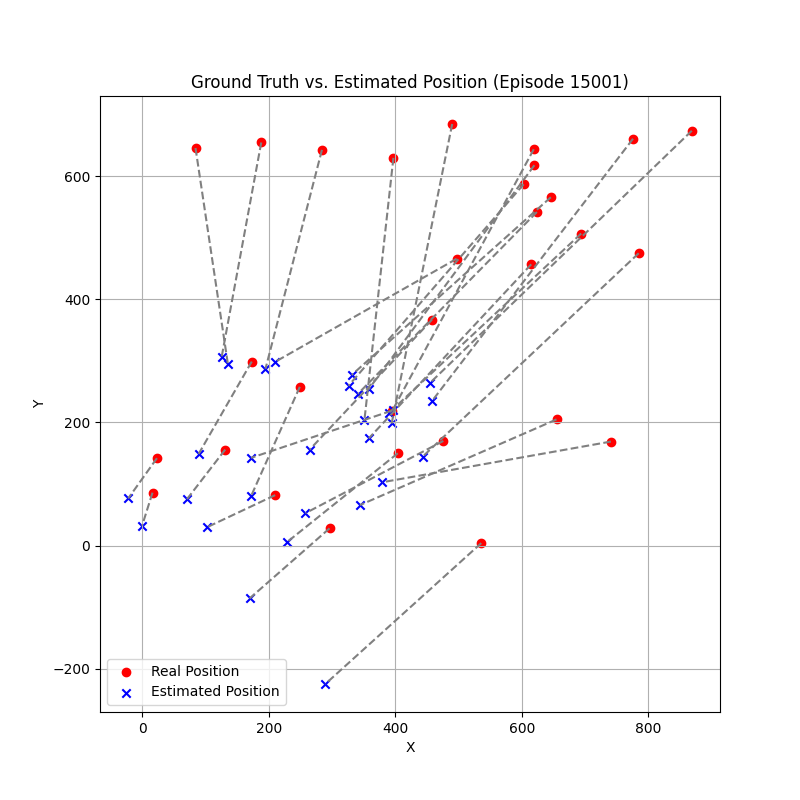 Ground Truth vs. Estimated Position (Episode 15001)
Y
600
400
200
0
−200
Real Position
Estimated Position
0 200 400 600 800
X